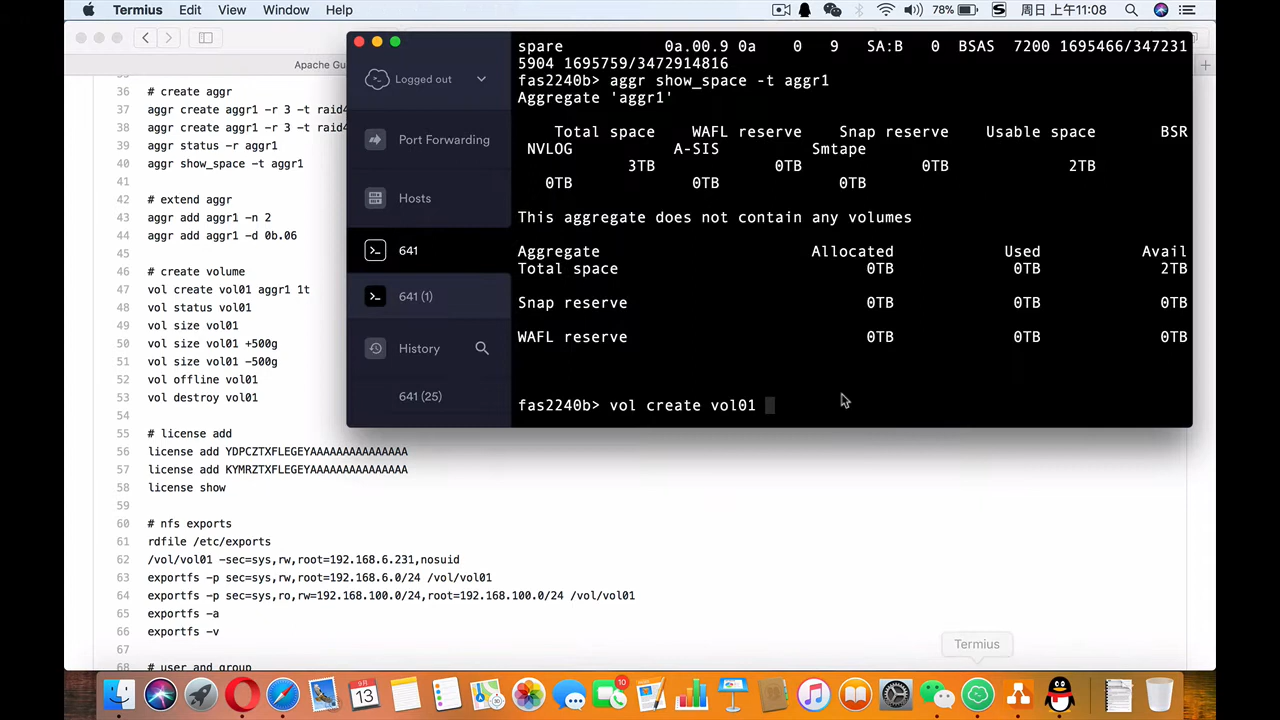 Termius Edit View Window Help 78% 周日 上午11:08
Apache Gu
36 # create aggr
37 aggr create aggr1 -r 3 -t raid4
38 aggr create aggr1 -r 3 -t raid4
39 aggr status -r aggr1
40 aggr show_space -t aggr1
41
42 # extend aggr
43 aggr add aggr1 -n 2
44 aggr add aggr1 -d 0b.06
45
46 # create volume
47 vol create vol01 aggr1 1t
48 vol status vol01
49 vol size vol01
50 vol size vol01 +500g
51 vol size vol01 -500g
52 vol offline vol01
53 vol destroy vol01
54
55 # license add
56 license add YDPCZTXFLEGEYAAAAAAAAAAAAAAA
57 license add KYMRZTXFLEGEYAAAAAAAAAAAAAAA
58 license show
59
60 # nfs exports
61 rdfile /etc/exports
62 /vol/vol01 -sec=sys,rw,root=192.168.6.231,nosuid
63 exportfs -p sec=sys,rw,root=192.168.6.0/24 /vol/vol01
64 exportfs -p sec=sys,ro,rw=192.168.100.0/24,root=192.168.100.0/24 /vol/vol01
65 exportfs -a
66 exportfs -v
67
68 # user and group
Logged out
Port Forwarding
Hosts
641
641 (1)
History
641 (25)
spare 0a.00.9 0a 0 9 SA:B 0 BSAS 7200 1695466/347231
5904 1695759/3472914816
fas2240b> aggr show_space -t aggr1
Aggregate 'aggr1'
Total space WAFL reserve Snap reserve Usable space BSR
NVLOG A-SIS Smtape
3TB 0TB 0TB 2TB
0TB 0TB 0TB
This aggregate does not contain any volumes
Aggregate Allocated Used Avail
Total space 0TB 0TB 2TB
Snap reserve 0TB 0TB 0TB
WAFL reserve 0TB 0TB 0TB
fas2240b> vol create vol01
Termius
9月
13
10